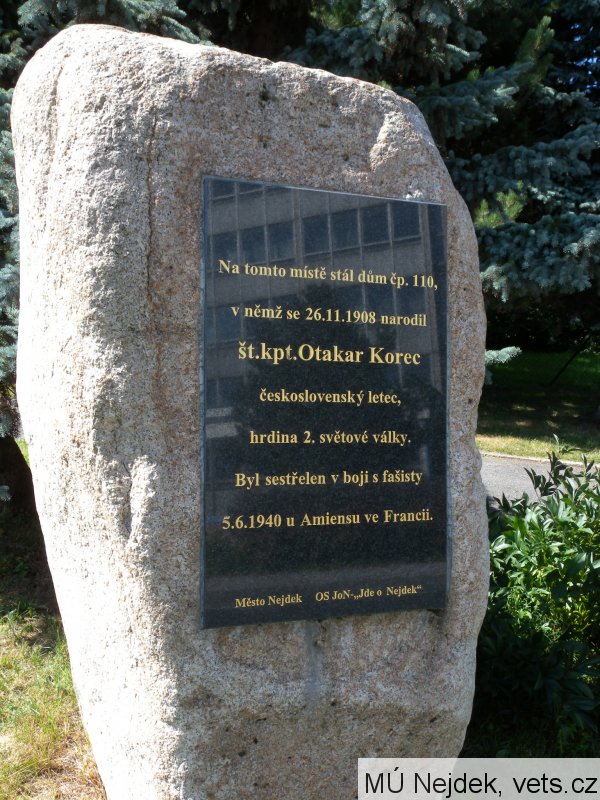 Na tomto místě stál dům čp. 110,
v němž se 26.11.1908 narodil
št.kpt.Otakar Korec
československý letec,
hrdina 2. světové války.
Byl sestřelen v boji s fašisty
5.6.1940 u Amiensu ve Francii.
Město Nejdek OS JoN-„Jde o Nejdek“
MÚ Nejdek, vets.cz